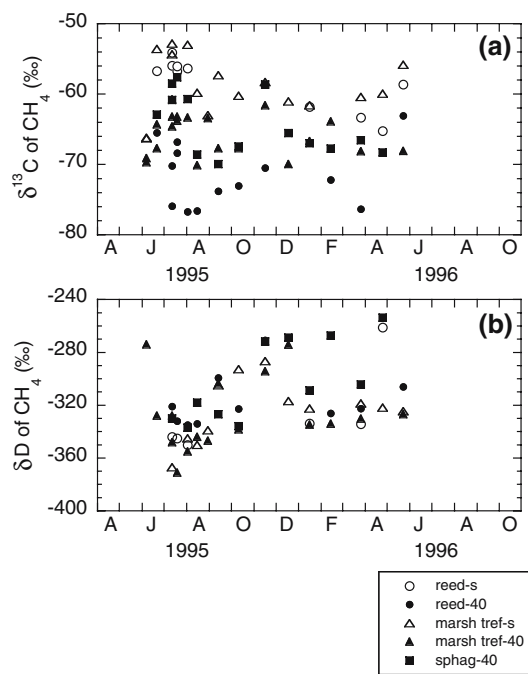 -50
(a)
-60
-70
-80
δ¹³C of CH₄ (‰)
A J A O D F A J A O D
1995 1996
-240
(b)
-280
-320
-360
-400
δD of CH₄ (‰)
A J A O D F A J A O D
1995 1996
reed-s
reed-40
marsh tref-s
marsh tref-40
sphag-40